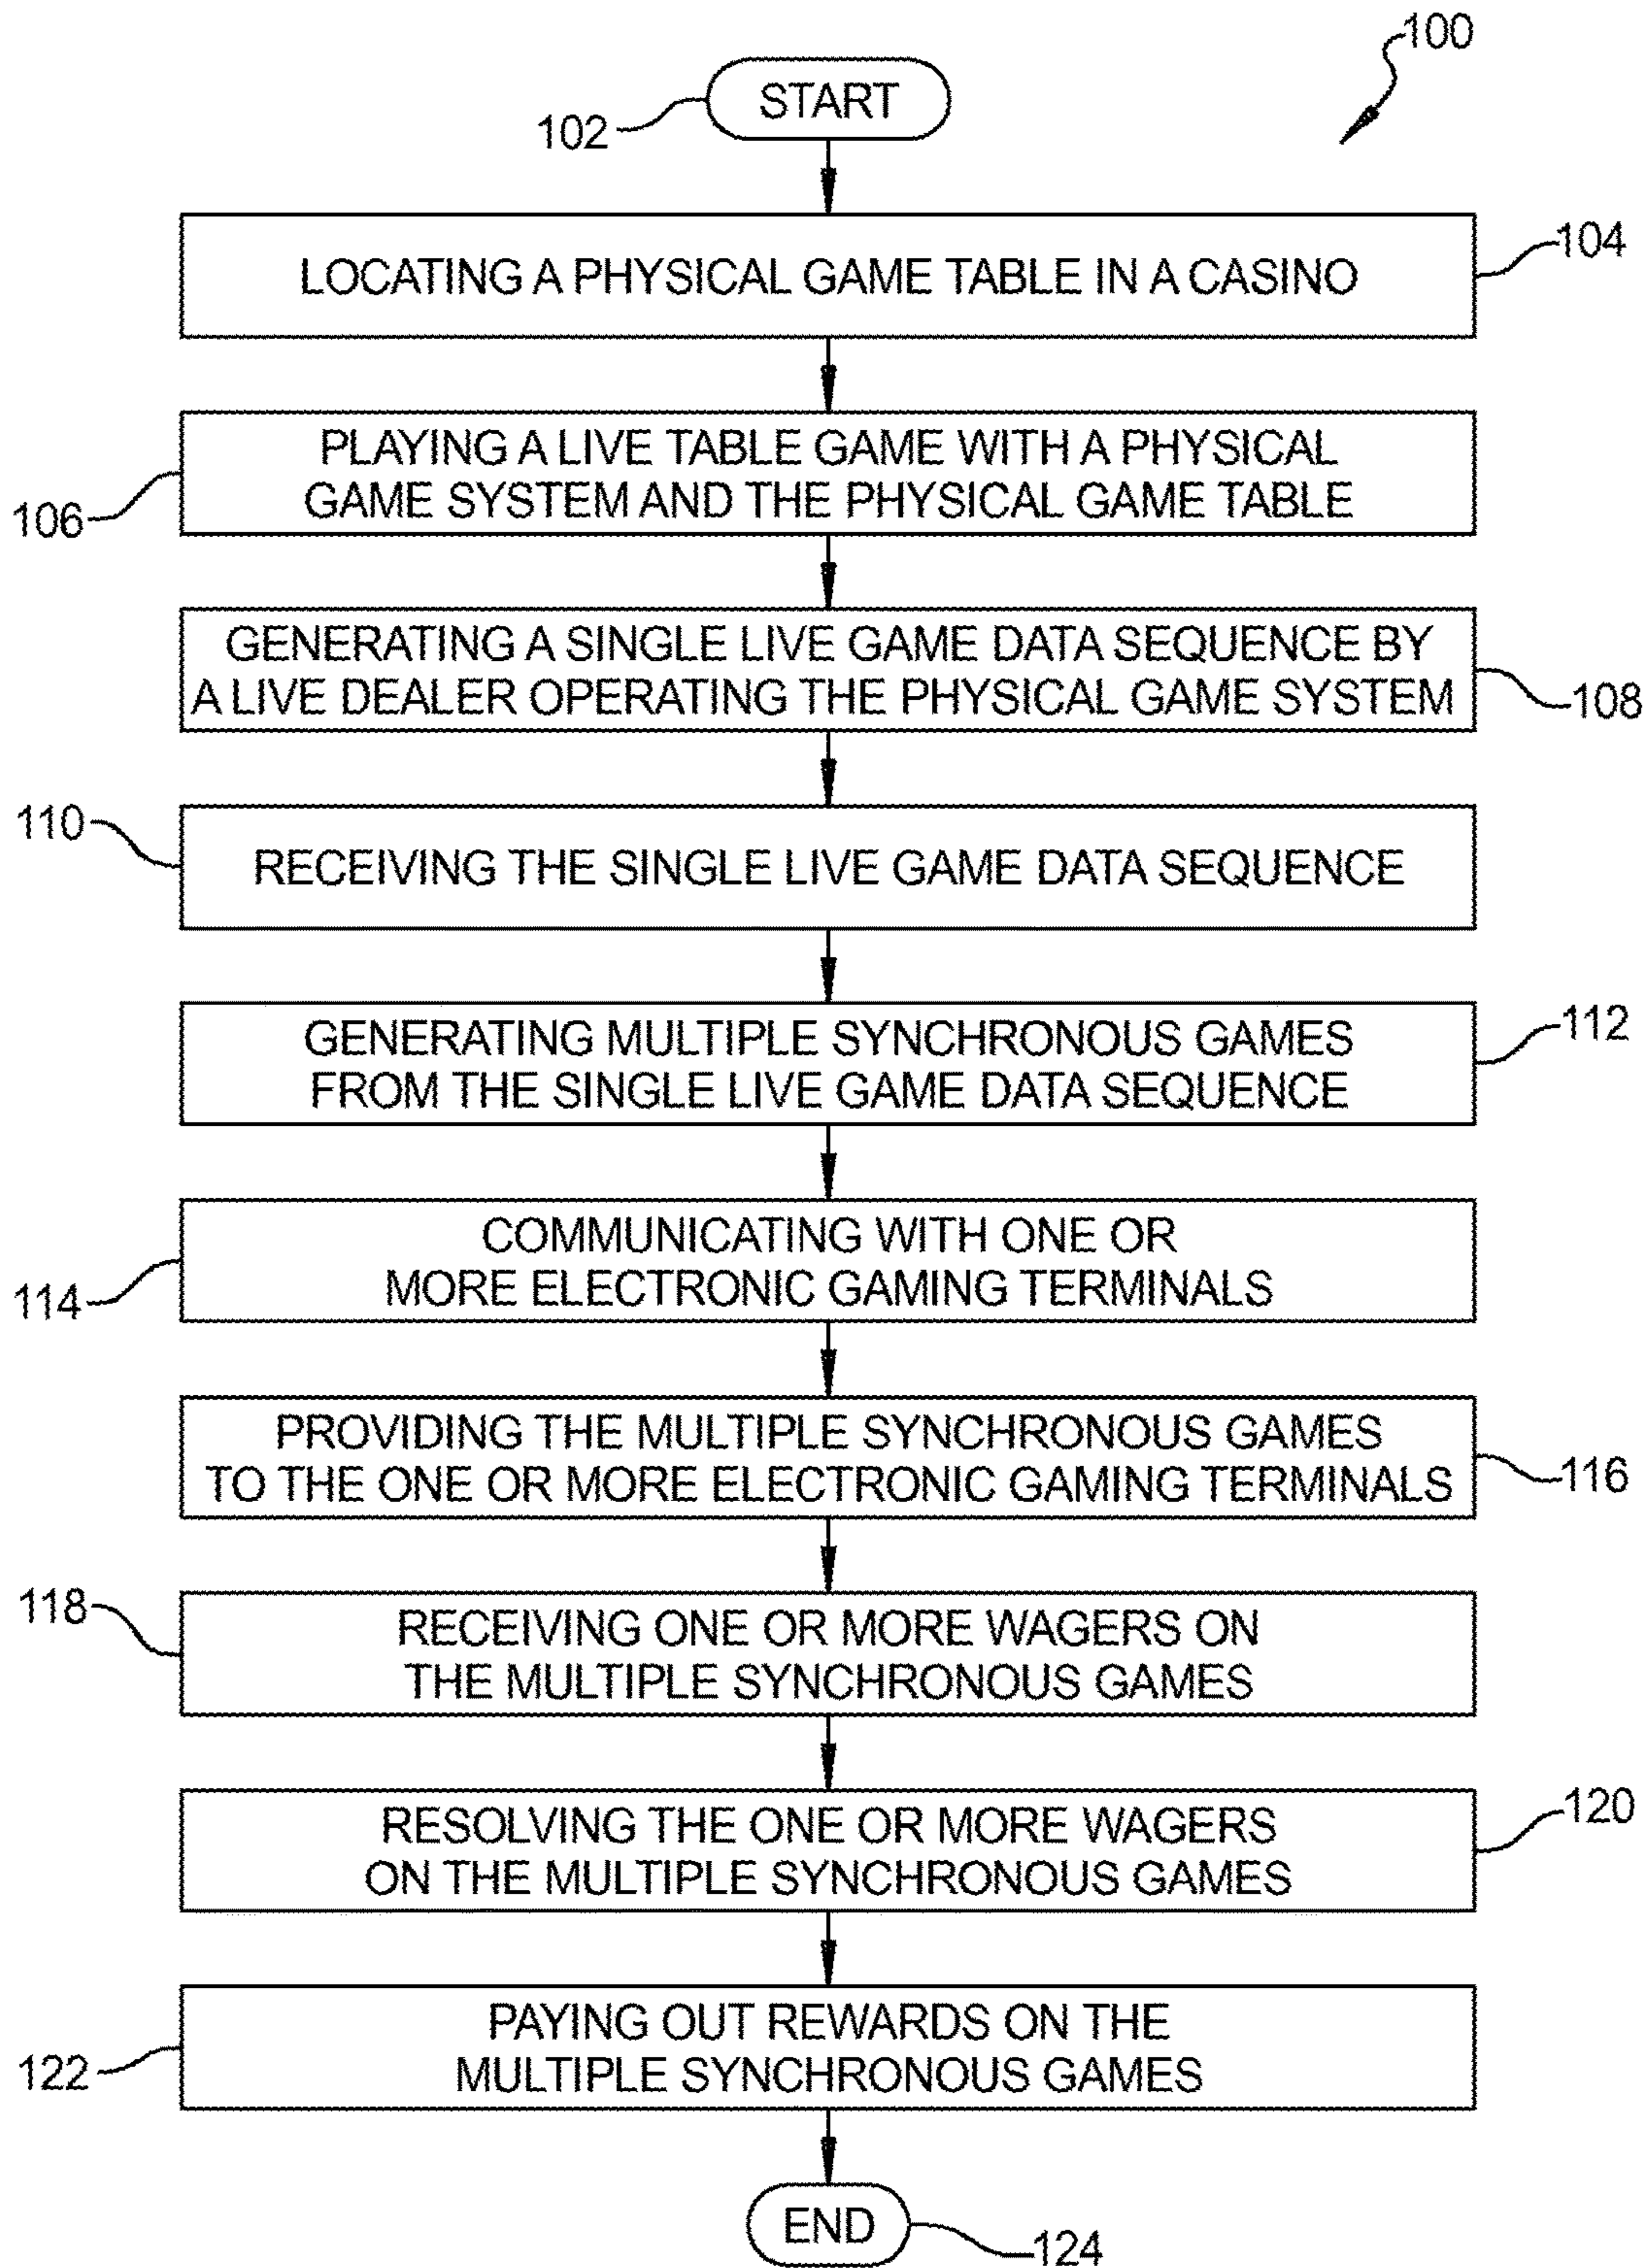 100
START
102
LOCATING A PHYSICAL GAME TABLE IN A CASINO
104
PLAYING A LIVE TABLE GAME WITH A PHYSICAL
GAME SYSTEM AND THE PHYSICAL GAME TABLE
106
GENERATING A SINGLE LIVE GAME DATA SEQUENCE BY
A LIVE DEALER OPERATING THE PHYSICAL GAME SYSTEM
108
110
RECEIVING THE SINGLE LIVE GAME DATA SEQUENCE
GENERATING MULTIPLE SYNCHRONOUS GAMES
FROM THE SINGLE LIVE GAME DATA SEQUENCE
112
COMMUNICATING WITH ONE OR
MORE ELECTRONIC GAMING TERMINALS
114
PROVIDING THE MULTIPLE SYNCHRONOUS GAMES
TO THE ONE OR MORE ELECTRONIC GAMING TERMINALS
116
118
RECEIVING ONE OR MORE WAGERS ON
THE MULTIPLE SYNCHRONOUS GAMES
RESOLVING THE ONE OR MORE WAGERS
ON THE MULTIPLE SYNCHRONOUS GAMES
120
PAYING OUT REWARDS ON THE
MULTIPLE SYNCHRONOUS GAMES
122
END
124